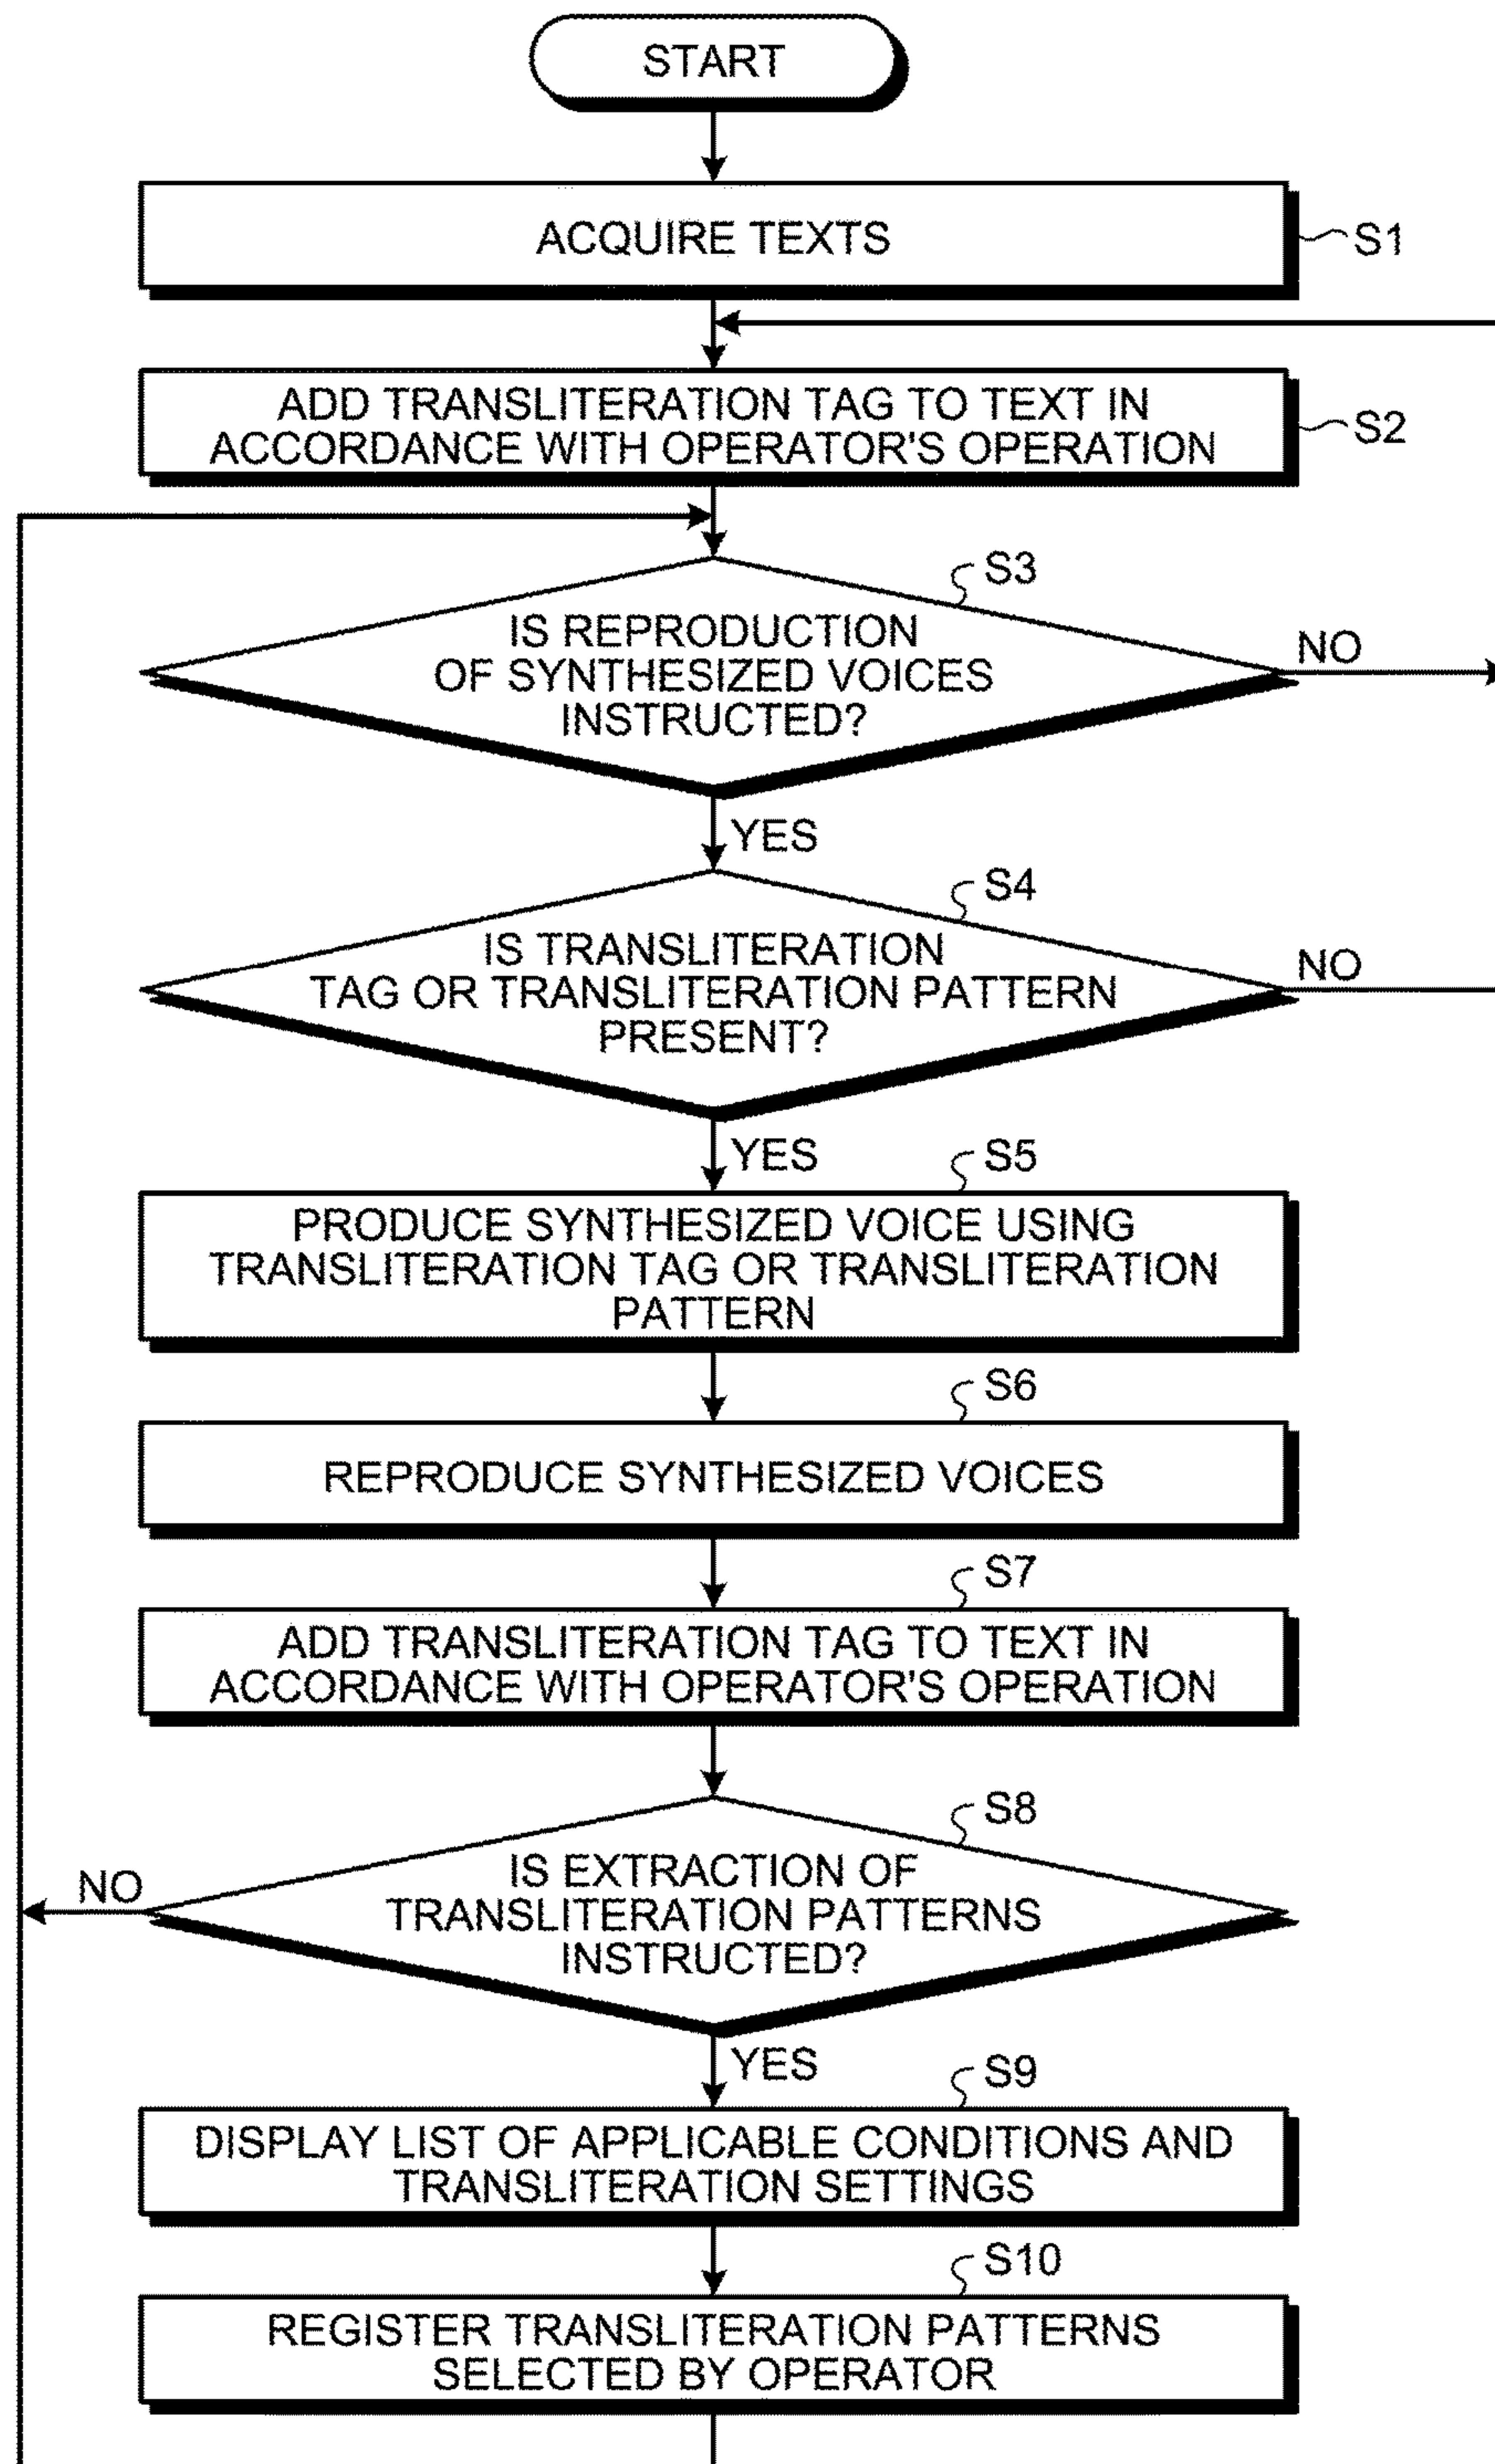 START
ACQUIRE TEXTS
S1
ADD TRANSLITERATION TAG TO TEXT IN
ACCORDANCE WITH OPERATOR'S OPERATION
S2
S3
IS REPRODUCTION
OF SYNTHESIZED VOICES
INSTRUCTED?
NO
YES
S4
IS TRANSLITERATION
TAG OR TRANSLITERATION PATTERN
PRESENT?
NO
YES
S5
PRODUCE SYNTHESIZED VOICE USING
TRANSLITERATION TAG OR TRANSLITERATION
PATTERN
S6
REPRODUCE SYNTHESIZED VOICES
S7
ADD TRANSLITERATION TAG TO TEXT IN
ACCORDANCE WITH OPERATOR'S OPERATION
S8
IS EXTRACTION OF
TRANSLITERATION PATTERNS
INSTRUCTED?
NO
YES
S9
DISPLAY LIST OF APPLICABLE CONDITIONS AND
TRANSLITERATION SETTINGS
S10
REGISTER TRANSLITERATION PATTERNS
SELECTED BY OPERATOR